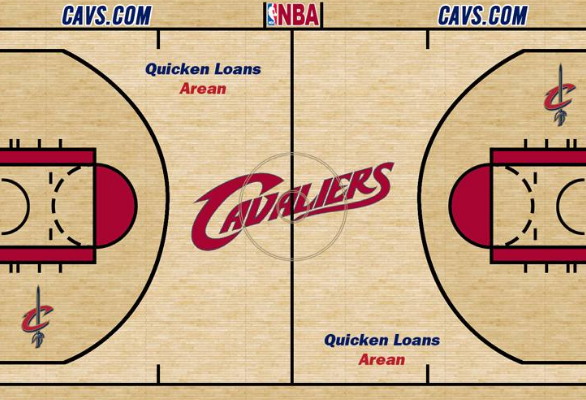 CAVS.COM
NBA
CAVS.COM
Quicken Loans
Arean
CAVALIERS
C
C
Quicken Loans
Arean